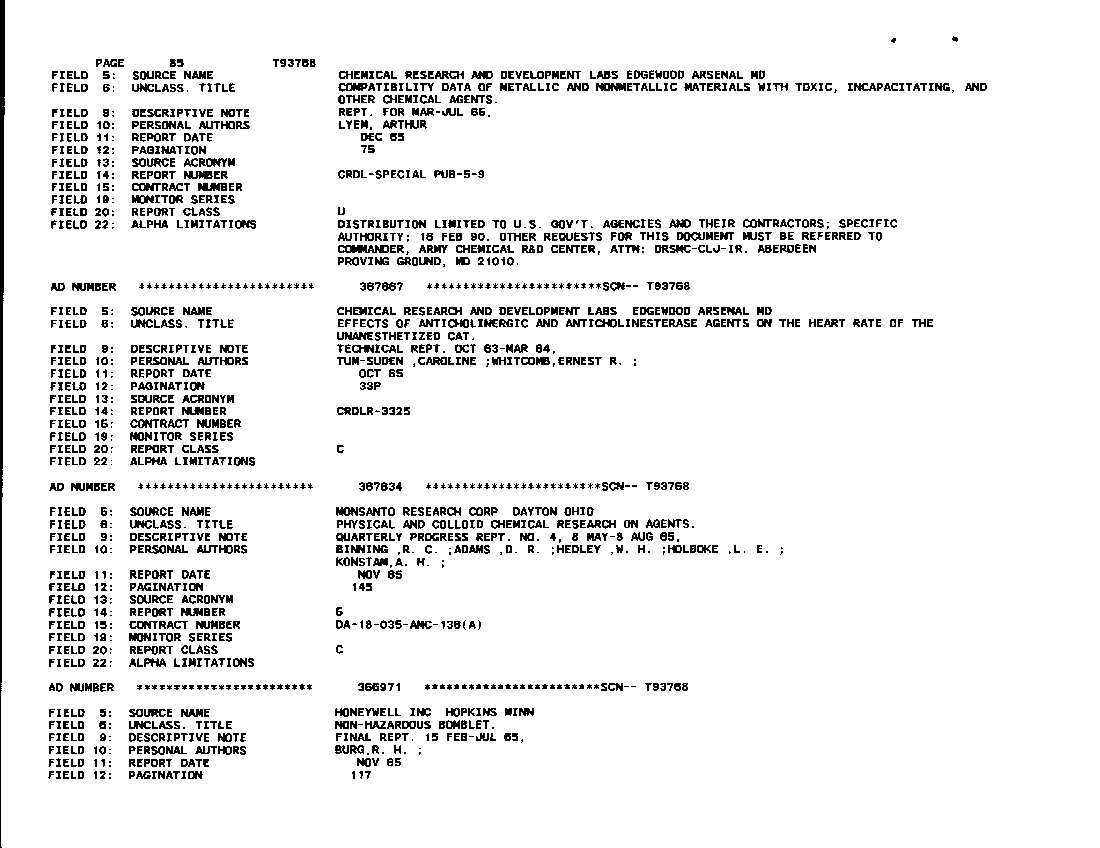 PAGE 85 T93768
FIELD 5: SOURCE NAME CHEMICAL RESEARCH AND DEVELOPMENT LABS EDGEWOOD ARSENAL MD
FIELD 6: UNCLASS. TITLE COMPATIBILITY DATA OF METALLIC AND NONMETALLIC MATERIALS WITH TOXIC, INCAPACITATING, AND
OTHER CHEMICAL AGENTS.
FIELD 9: DESCRIPTIVE NOTE REPT. FOR MAR-JUL 65,
FIELD 10: PERSONAL AUTHORS LYEM, ARTHUR
FIELD 11: REPORT DATE DEC 65
FIELD 12: PAGINATION 75
FIELD 13: SOURCE ACRONYM
FIELD 14: REPORT NUMBER CRDL-SPECIAL PUB-5-9
FIELD 15: CONTRACT NUMBER
FIELD 19: MONITOR SERIES
FIELD 20: REPORT CLASS U
FIELD 22: ALPHA LIMITATIONS DISTRIBUTION LIMITED TO U.S. GOV'T. AGENCIES AND THEIR CONTRACTORS; SPECIFIC
AUTHORITY; 16 FEB 90. OTHER REQUESTS FOR THIS DOCUMENT MUST BE REFERRED TO
COMMANDER, ARMY CHEMICAL R&D CENTER, ATTN: DRSMC-CLJ-IR. ABERDEEN
PROVING GROUND, MD 21010.
AD NUMBER ************************ 367867 ************************SCN-- T93768
FIELD 5: SOURCE NAME CHEMICAL RESEARCH AND DEVELOPMENT LABS EDGEWOOD ARSENAL MD
FIELD 6: UNCLASS. TITLE EFFECTS OF ANTICHOLINERGIC AND ANTICHOLINESTERASE AGENTS ON THE HEART RATE OF THE
UNANESTHETIZED CAT.
FIELD 9: DESCRIPTIVE NOTE TECHNICAL REPT. OCT 63-MAR 64,
FIELD 10: PERSONAL AUTHORS TUM-SUDEN ,CAROLINE ;WHITCOMB,ERNEST R. ;
FIELD 11: REPORT DATE OCT 65
FIELD 12: PAGINATION 33P
FIELD 13: SOURCE ACRONYM
FIELD 14: REPORT NUMBER CRDLR-3325
FIELD 15: CONTRACT NUMBER
FIELD 19: MONITOR SERIES
FIELD 20: REPORT CLASS C
FIELD 22: ALPHA LIMITATIONS
AD NUMBER ************************ 367834 ************************SCN-- T93768
FIELD 5: SOURCE NAME MONSANTO RESEARCH CORP DAYTON OHIO
FIELD 6: UNCLASS. TITLE PHYSICAL AND COLLOID CHEMICAL RESEARCH ON AGENTS.
FIELD 9: DESCRIPTIVE NOTE QUARTERLY PROGRESS REPT. NO. 4, 8 MAY-8 AUG 65,
FIELD 10: PERSONAL AUTHORS BINNING ,R. C. ;ADAMS ,D. R. ;HEDLEY ,W. H. ;HOLBOKE ,L. E. ;
KONSTAM,A. H. ;
FIELD 11: REPORT DATE NOV 65
FIELD 12: PAGINATION 145
FIELD 13: SOURCE ACRONYM
FIELD 14: REPORT NUMBER 5
FIELD 15: CONTRACT NUMBER DA-18-035-AMC-136(A)
FIELD 19: MONITOR SERIES
FIELD 20: REPORT CLASS C
FIELD 22: ALPHA LIMITATIONS
AD NUMBER ************************ 366971 ************************SCN-- T93768
FIELD 5: SOURCE NAME HONEYWELL INC HOPKINS MINN
FIELD 6: UNCLASS. TITLE NON-HAZARDOUS BOMBLET.
FIELD 9: DESCRIPTIVE NOTE FINAL REPT. 15 FEB-JUL 65,
FIELD 10: PERSONAL AUTHORS BURG,R. H. ;
FIELD 11: REPORT DATE NOV 65
FIELD 12: PAGINATION 117